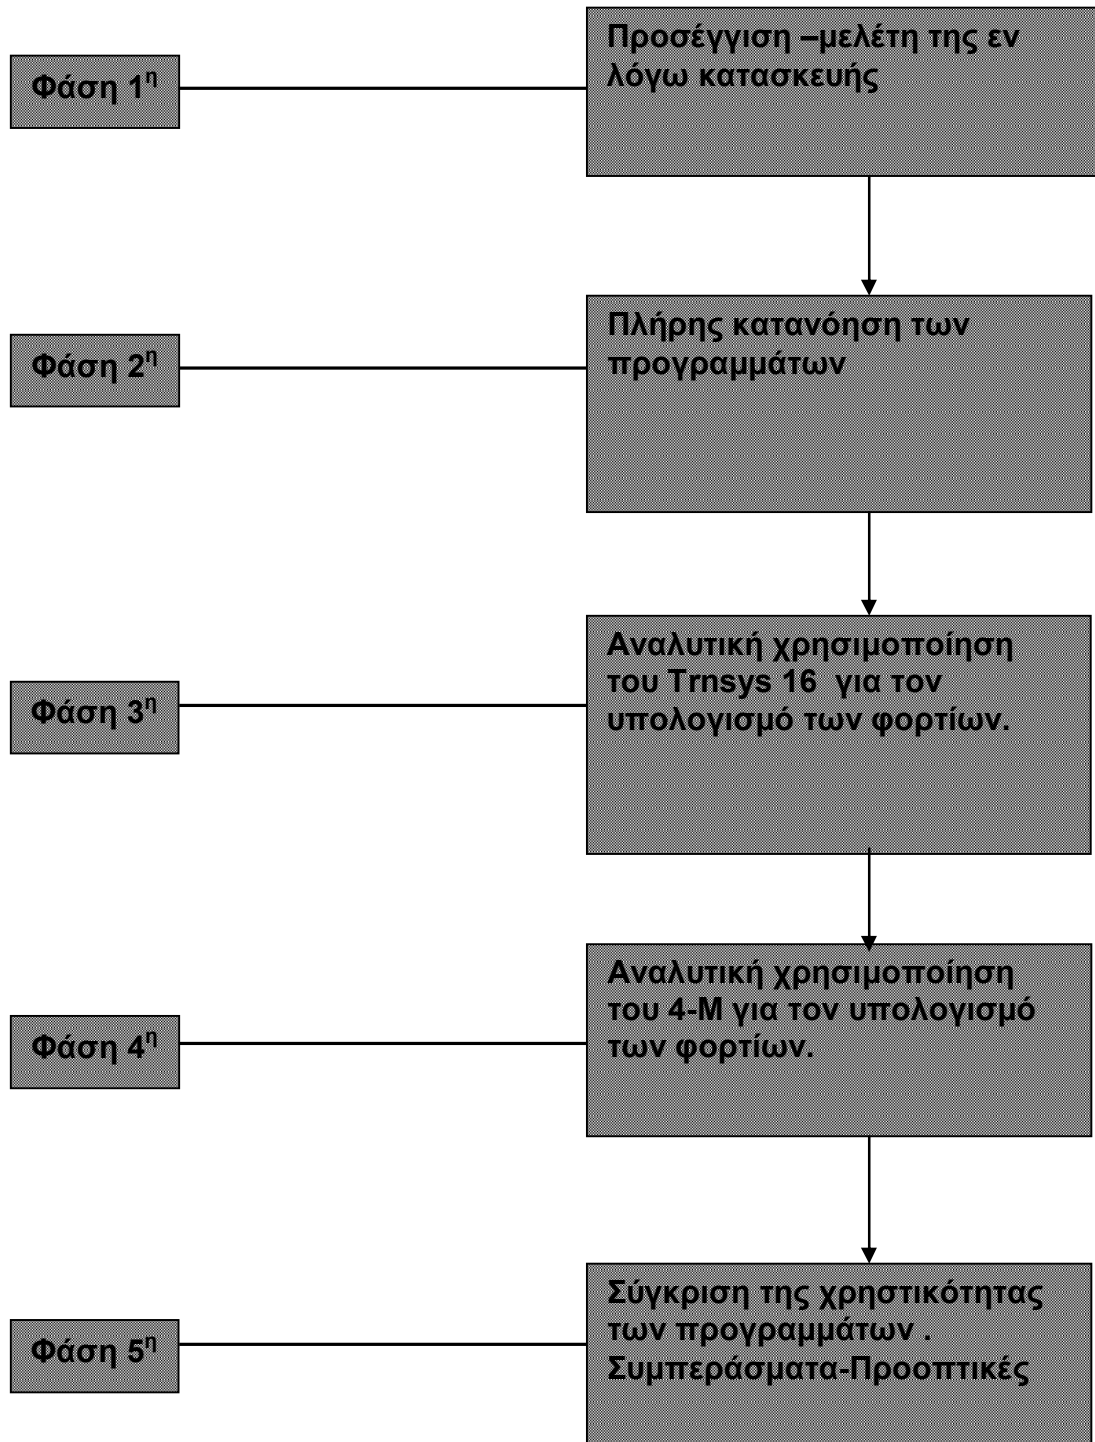 Προσέγγιση –μελέτη της εν
λόγω κατασκευής
Φάση 1η
Πλήρης κατανόηση των
προγραμμάτων
Φάση 2η
Αναλυτική χρησιμοποίηση
του Trnsys 16 για τον
υπολογισμό των φορτίων.
Φάση 3η
Αναλυτική χρησιμοποίηση
του 4-Μ για τον υπολογισμό
των φορτίων.
Φάση 4η
Σύγκριση της χρηστικότητας
των προγραμμάτων .
Συμπεράσματα-Προοπτικές
Φάση 5η